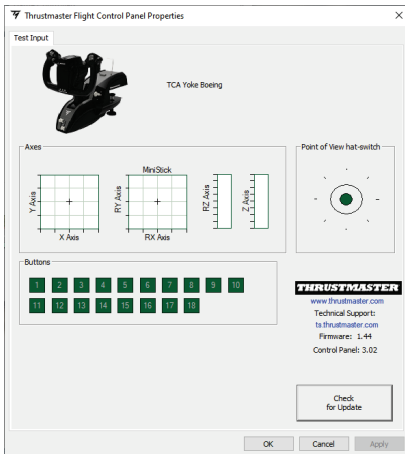 Thrustmaster Flight Control Panel Properties
Test Input
TCA Yoke Boeing
Axes
MiniStick
Y Axis
X Axis
RY Axis
RX Axis
RZ Axis
Z Axis
Point of View hat-switch
Buttons
1 2 3 4 5 6 7 8 9 10
11 12 13 14 15 16 17 18
THRUSTMASTER
www.thrustmaster.com
Technical Support:
ts.thrustmaster.com
Firmware: 1.44
Control Panel: 3.02
Check
for Update
OK Cancel Apply